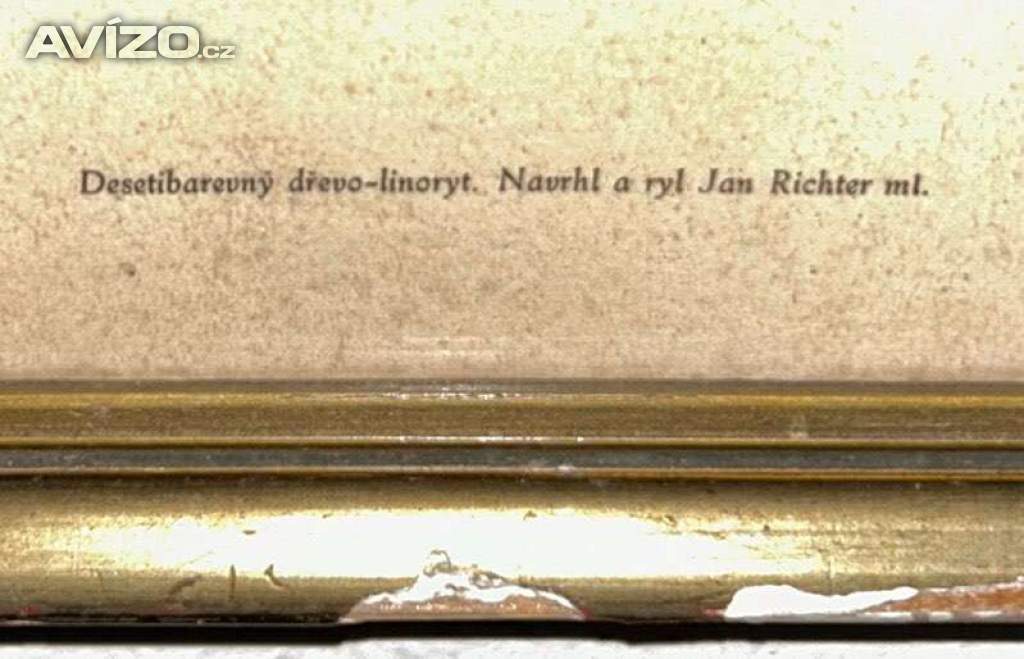 AVÍZO.cz
Desetibarevný dřevo-linoryt. Navrhl a ryl Jan Richter ml.